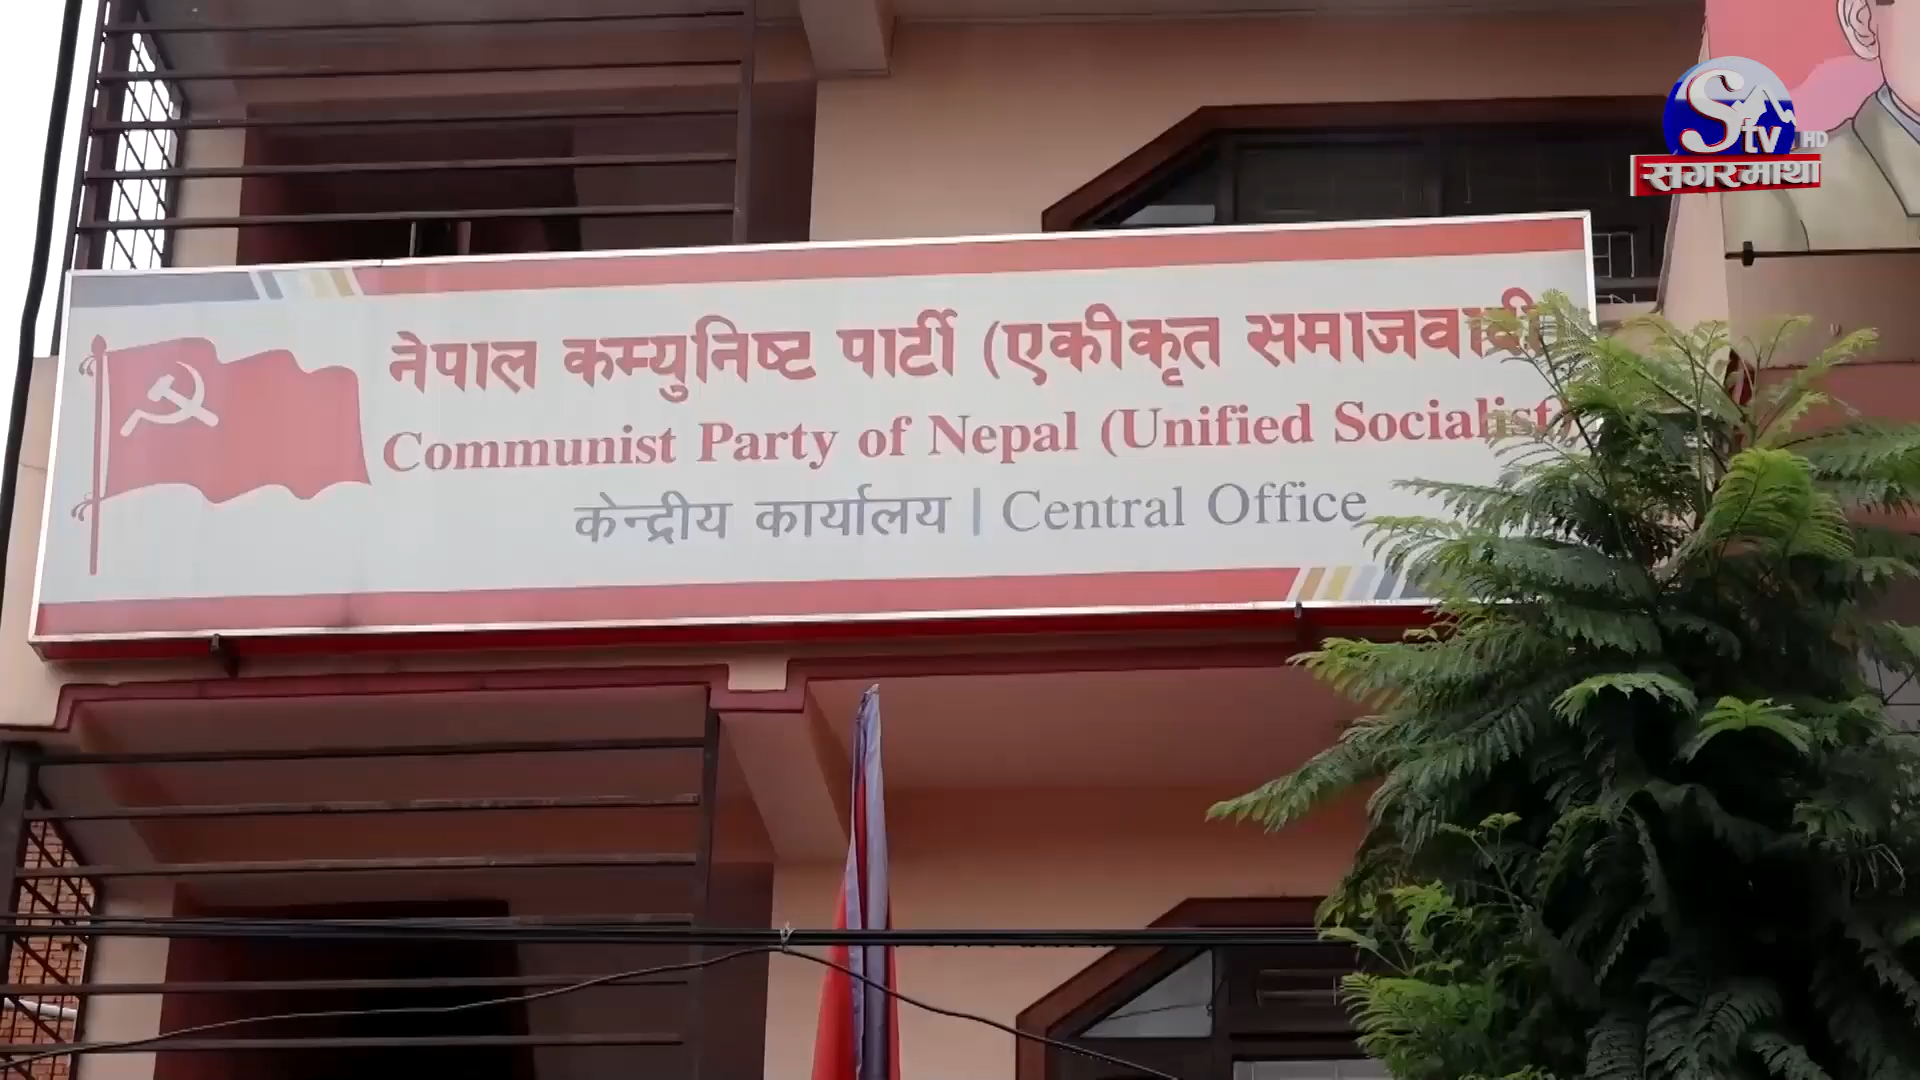 STV HD
सगरमाथा
नेपाल कम्युनिष्ट पार्टी (एकीकृत समाजवादी)
Communist Party of Nepal (Unified Socialist)
केन्द्रीय कार्यालय | Central Office